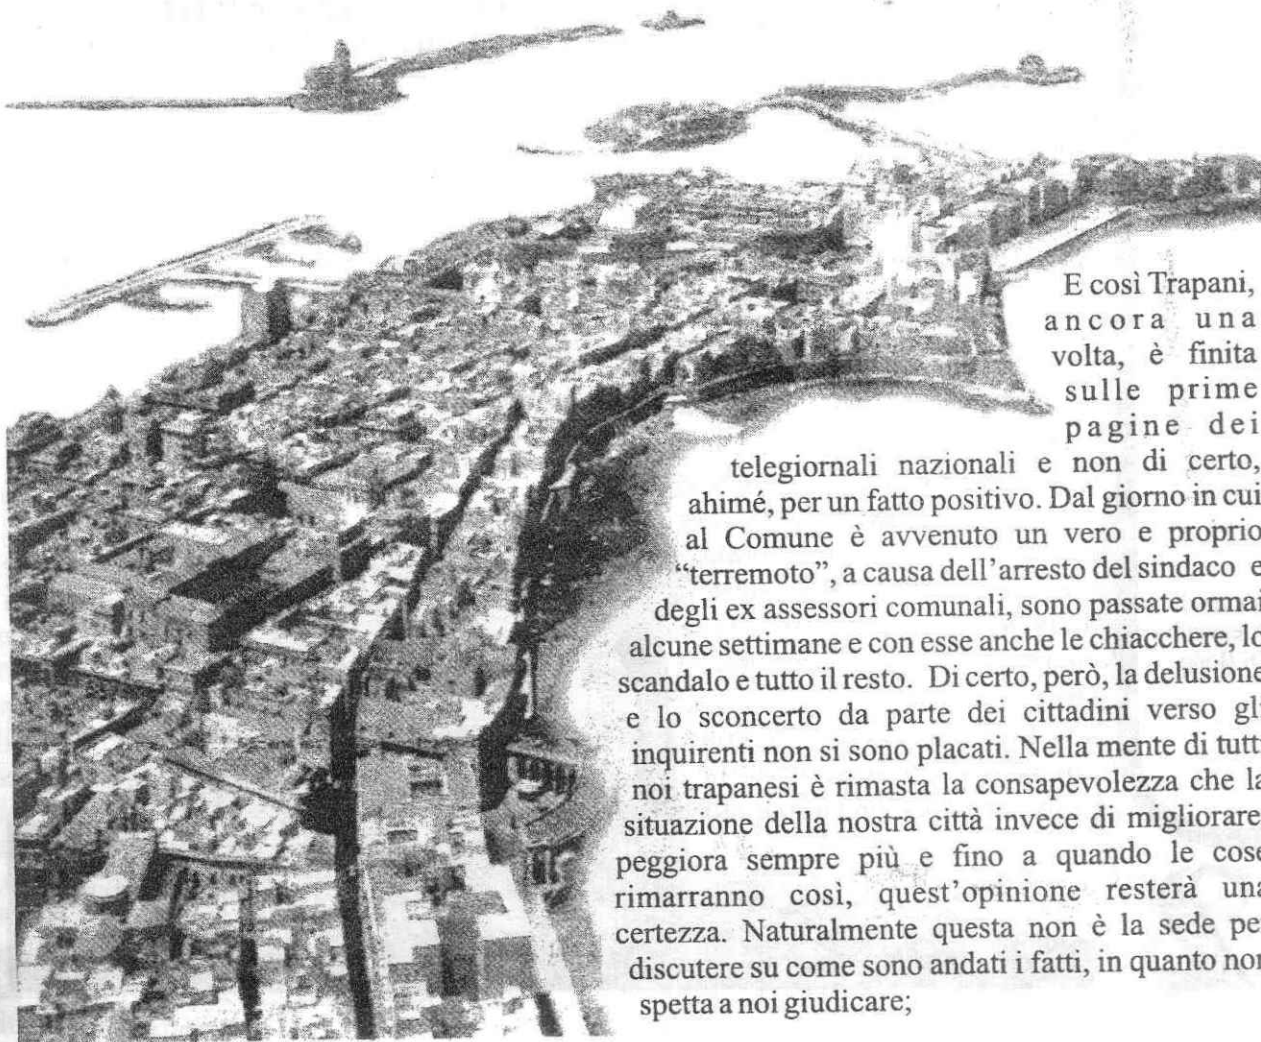 E così Trapani,
ancora una
volta, è finita
sulle prime
pagine dei
telegiornali nazionali e non di certo,
ahimé, per un fatto positivo. Dal giorno in cui
al Comune è avvenuto un vero e proprio
“terremoto”, a causa dell’arresto del sindaco e
degli ex assessori comunali, sono passate ormai
alcune settimane e con esse anche le chiacchere, lo
scandalo e tutto il resto. Di certo, però, la delusione
e lo sconcerto da parte dei cittadini verso gli
inquirenti non si sono placati. Nella mente di tutti
noi trapanesi è rimasta la consapevolezza che la
situazione della nostra città invece di migliorare
peggiora sempre più e fino a quando le cose
rimarranno così, quest’opinione resterà una
certezza. Naturalmente questa non è la sede per
discutere su come sono andati i fatti, in quanto non
spetta a noi giudicare;